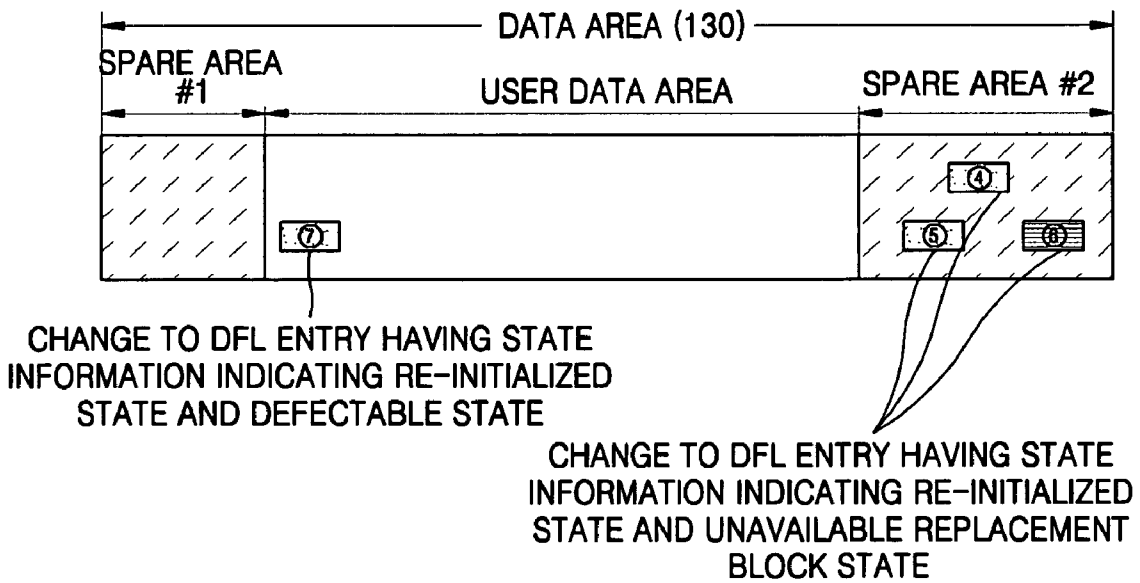 DATA AREA (130)
SPARE AREA
#1
USER DATA AREA
SPARE AREA #2
④
⑦
⑤
⑥
CHANGE TO DFL ENTRY HAVING STATE
INFORMATION INDICATING RE-INITIALIZED
STATE AND DEFECTABLE STATE
CHANGE TO DFL ENTRY HAVING STATE
INFORMATION INDICATING RE-INITIALIZED
STATE AND UNAVAILABLE REPLACEMENT
BLOCK STATE